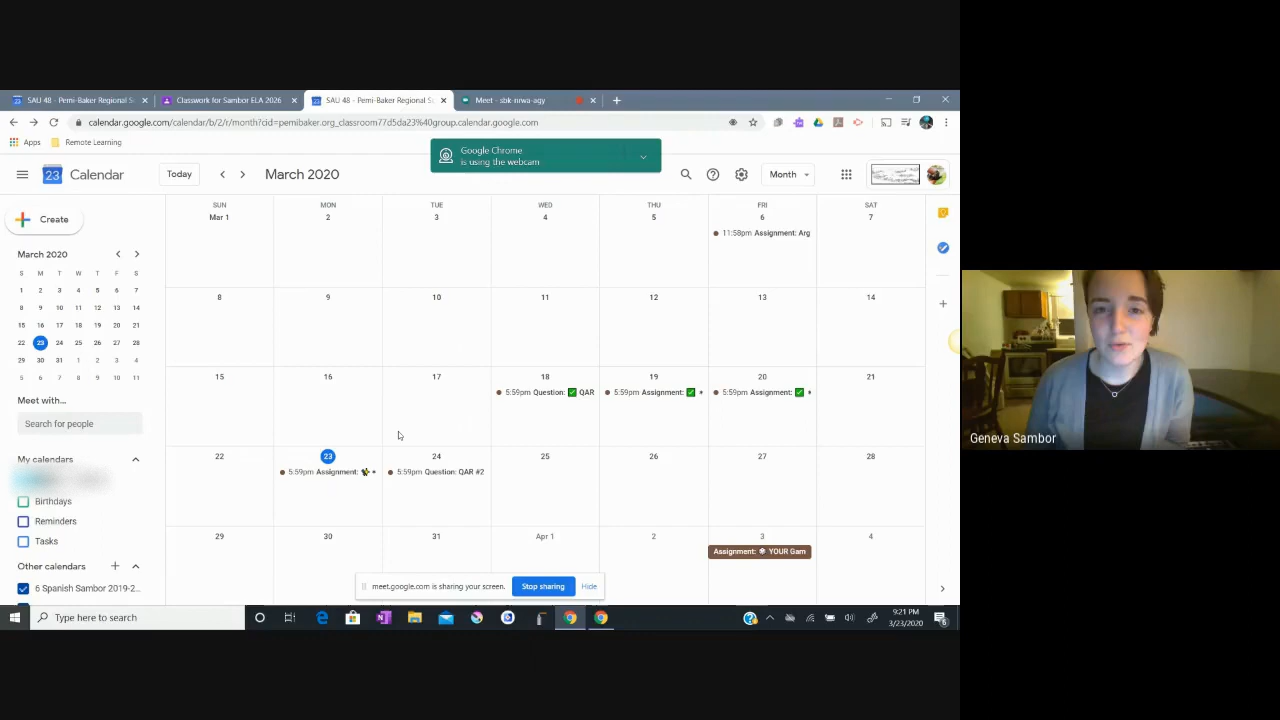 SAU 48 - Pemi-Baker Regional S
Classwork for Sambor ELA 2026
SAU 48 - Pemi-Baker Regional Sc
Meet - sbk-nrwa-agy
calendar.google.com/calendar/b/2/r/month?cid=pemibaker.org_classroom77d5da23%40group.calendar.google.com
Apps
Remote Learning
Google Chrome
is using the webcam
23 Calendar
Today
March 2020
Month
Create
SUN MON TUE WED THU FRI SAT
Mar 1 2 3 4 5 6 7
11:58pm Assignment: Arg
March 2020
S M T W T F S
1 2 3 4 5 6 7
8 9 10 11 12 13 14
15 16 17 18 19 20 21
22 23 24 25 26 27 28
29 30 31 1 2 3 4
5 6 7 8 9 10 11
8 9 10 11 12 13 14
15 16 17 18 19 20 21
5:59pm Question: ✅ QAR
5:59pm Assignment: ✅
5:59pm Assignment: ✅
Meet with...
Search for people
My calendars
Birthdays
Reminders
Tasks
Other calendars
6 Spanish Sambor 2019-2...
22 23 24 25 26 27 28
5:59pm Assignment:
5:59pm Question: QAR #2
29 30 31 Apr 1 2 3 4
Assignment: YOUR Gam
meet.google.com is sharing your screen.
Stop sharing
Hide
Geneva Sambor
Type here to search
9:21 PM
3/23/2020
6